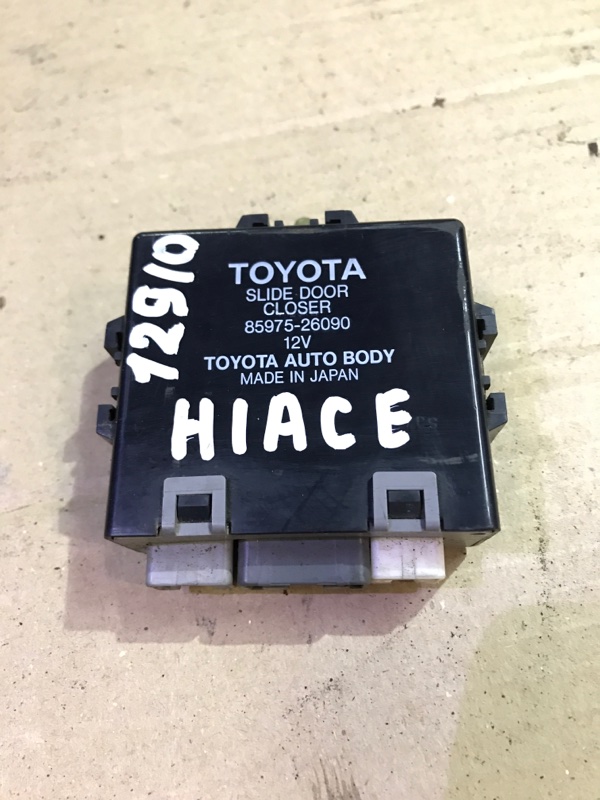 TOYOTA
SLIDE DOOR
CLOSER
85975-26090
12V
TOYOTA AUTO BODY
MADE IN JAPAN
HIACE
12910